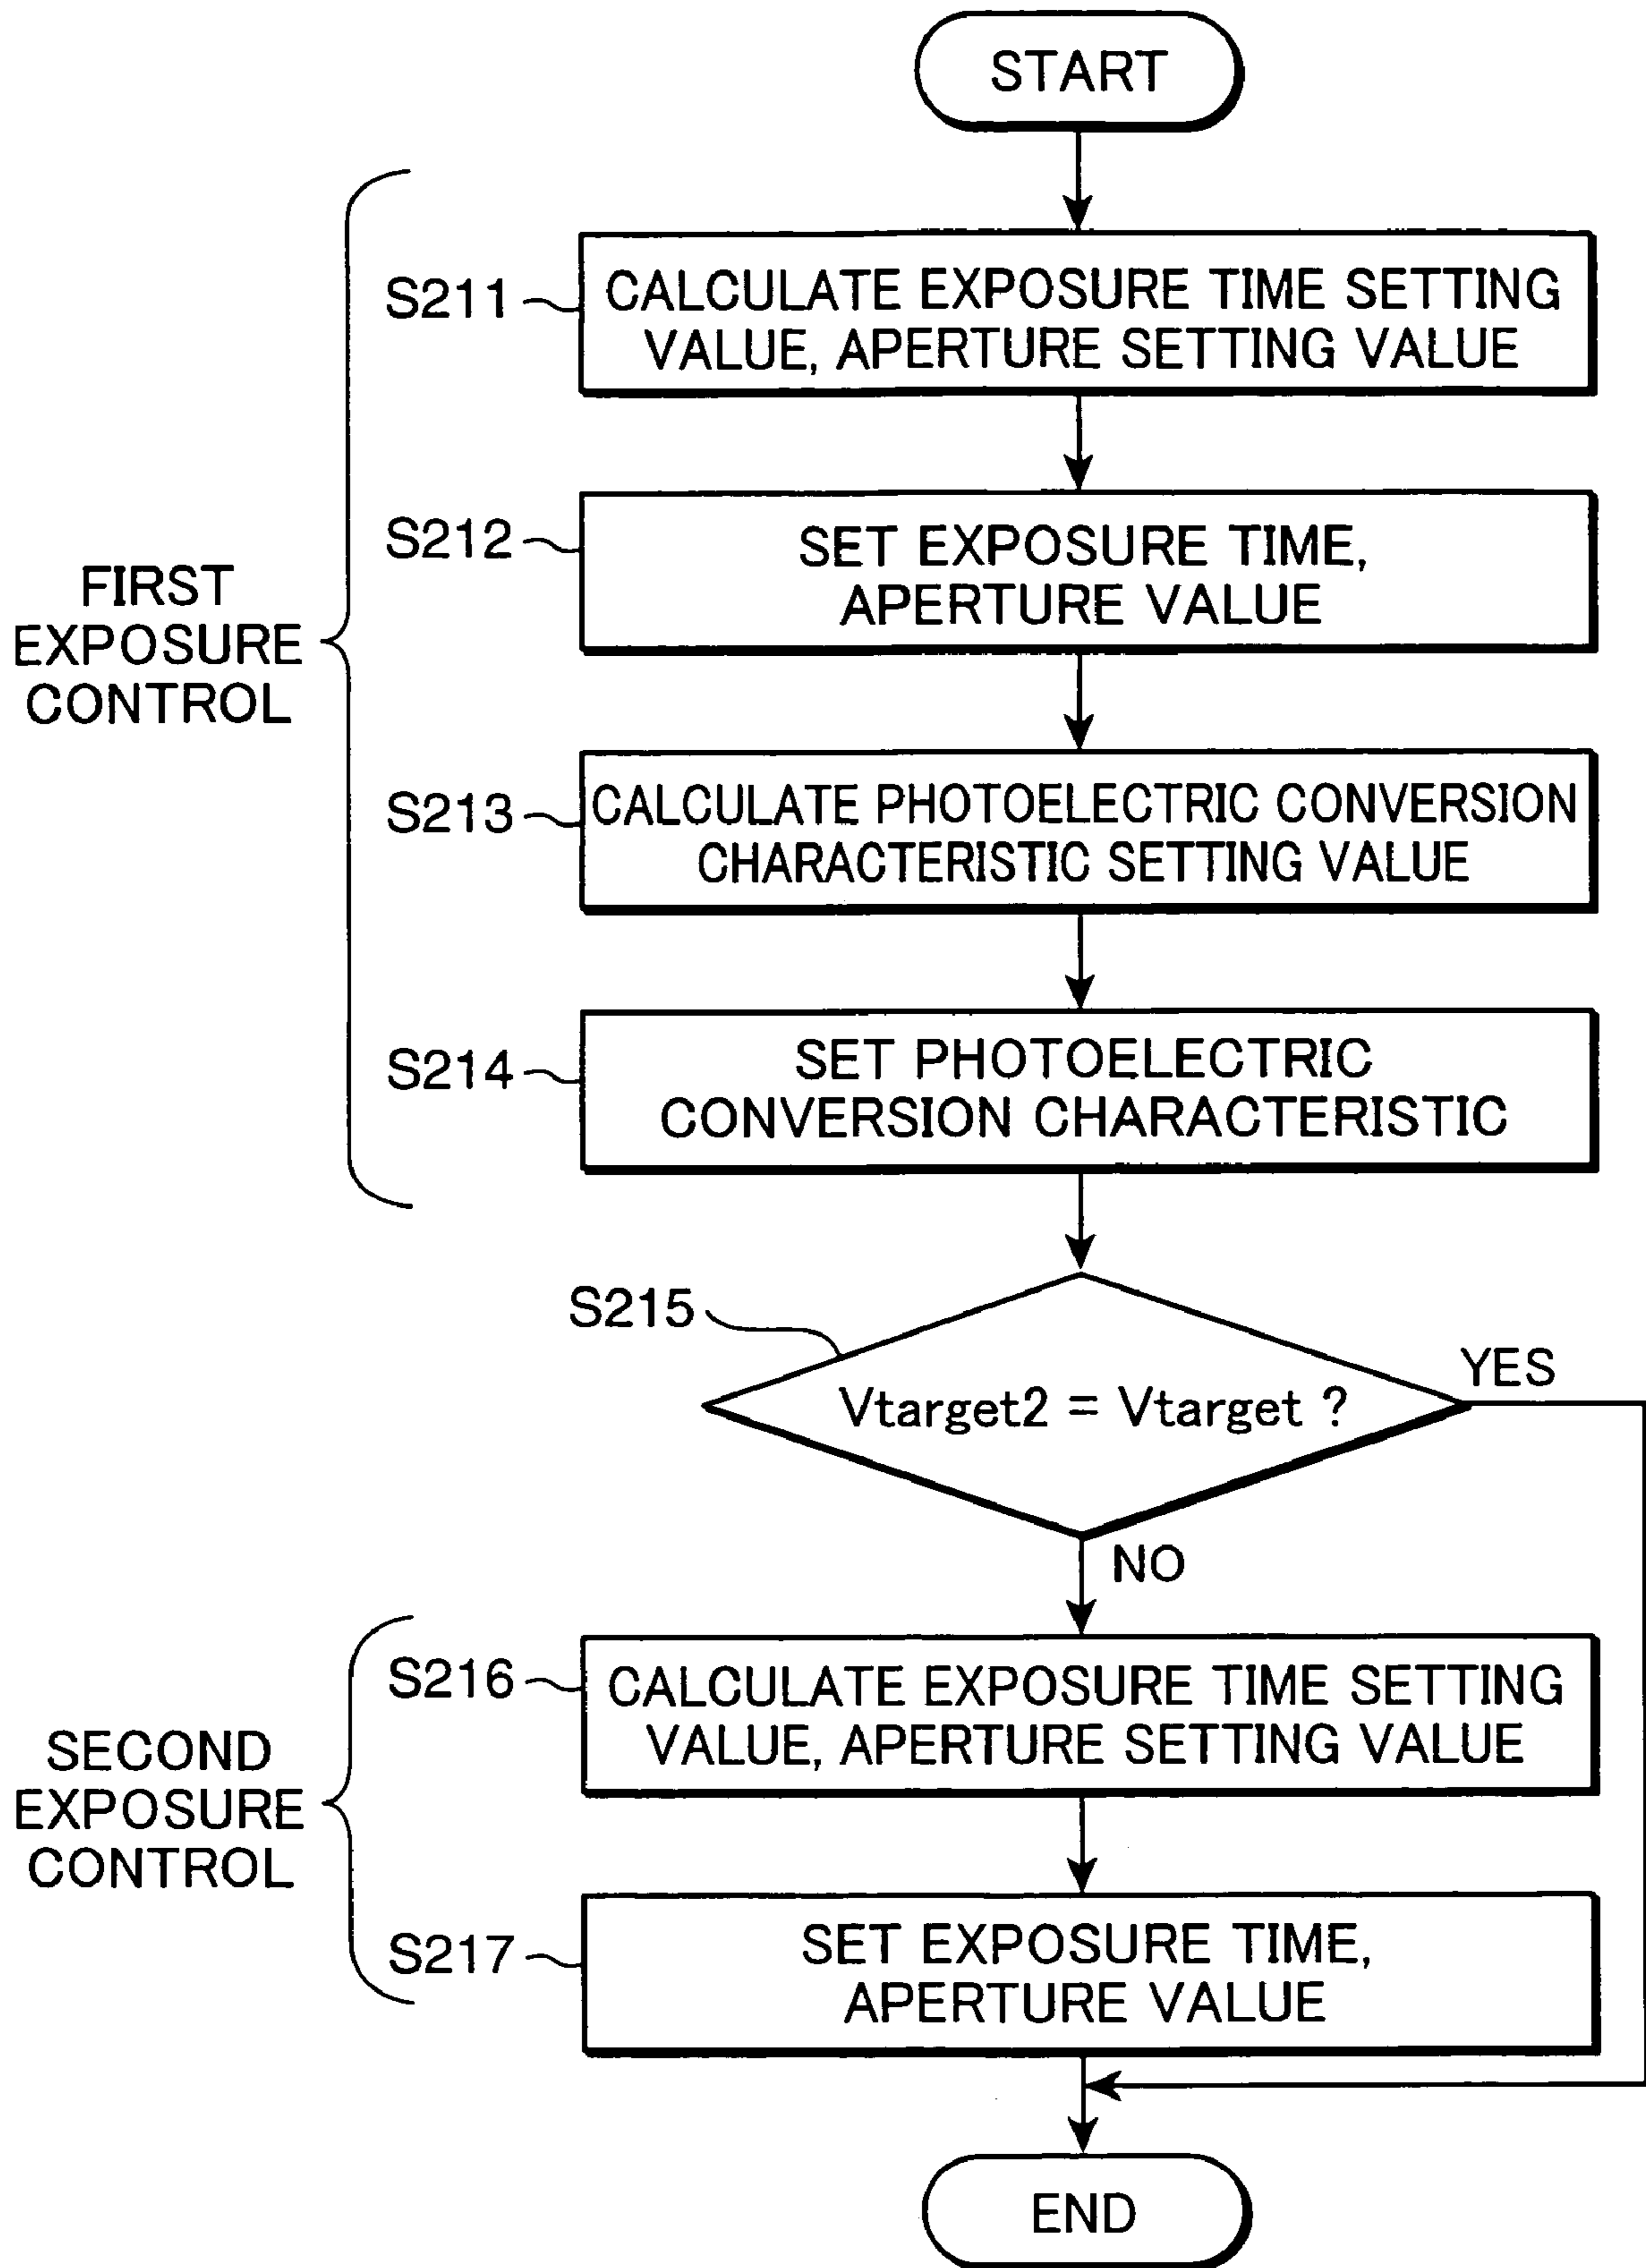 START
S211
CALCULATE EXPOSURE TIME SETTING
VALUE, APERTURE SETTING VALUE
S212
SET EXPOSURE TIME,
APERTURE VALUE
FIRST
EXPOSURE
CONTROL
S213
CALCULATE PHOTOELECTRIC CONVERSION
CHARACTERISTIC SETTING VALUE
S214
SET PHOTOELECTRIC
CONVERSION CHARACTERISTIC
S215
Vtarget2 = Vtarget ?
YES
NO
S216
CALCULATE EXPOSURE TIME SETTING
VALUE, APERTURE SETTING VALUE
SECOND
EXPOSURE
CONTROL
S217
SET EXPOSURE TIME,
APERTURE VALUE
END